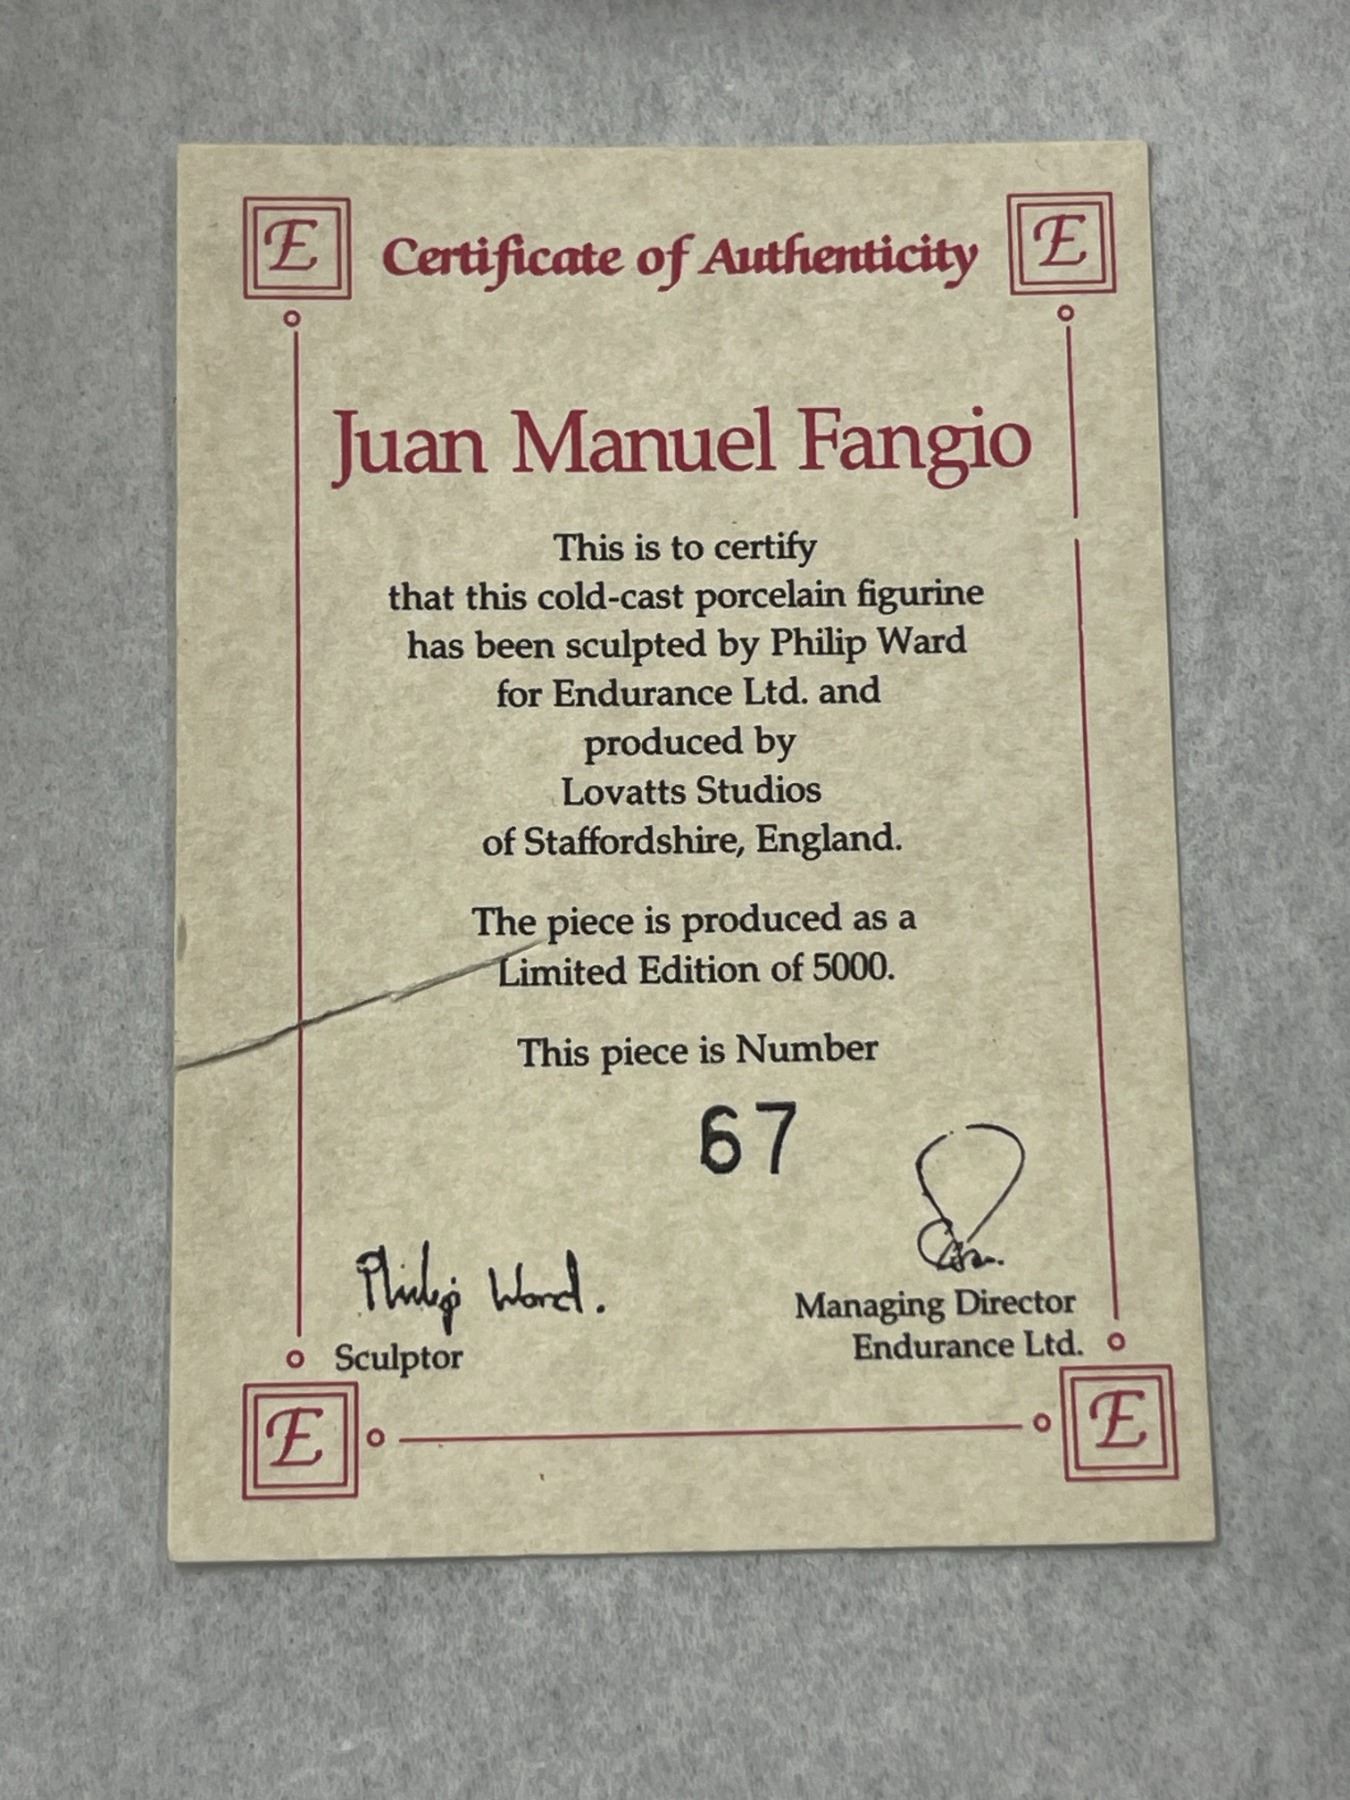 E Certificate of Authenticity E
Juan Manuel Fangio
This is to certify
that this cold-cast porcelain figurine
has been sculpted by Philip Ward
for Endurance Ltd. and
produced by
Lovatts Studios
of Staffordshire, England.
The piece is produced as a
Limited Edition of 5000.
This piece is Number
67
Philip Ward.
Sculptor
Managing Director
Endurance Ltd.
E E